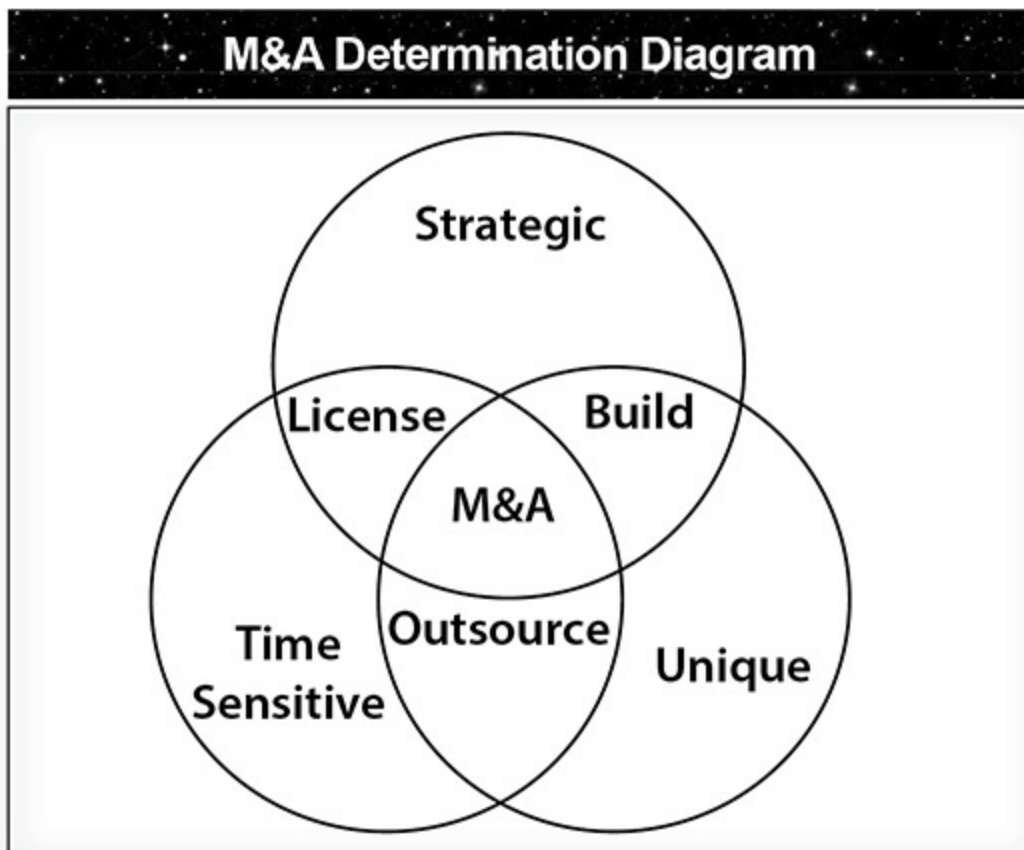 M&A Determination Diagram
Strategic
License
Build
M&A
Outsource
Time
Sensitive
Unique